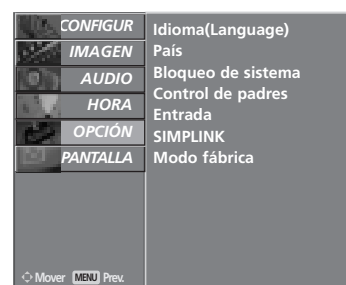 CONFIGUR
IMAGEN
AUDIO
HORA
OPCIÓN
PANTALLA
Idioma(Language)
País
Bloqueo de sistema
Control de padres
Entrada
SIMPLINK
Modo fábrica
Mover MENU Prev.